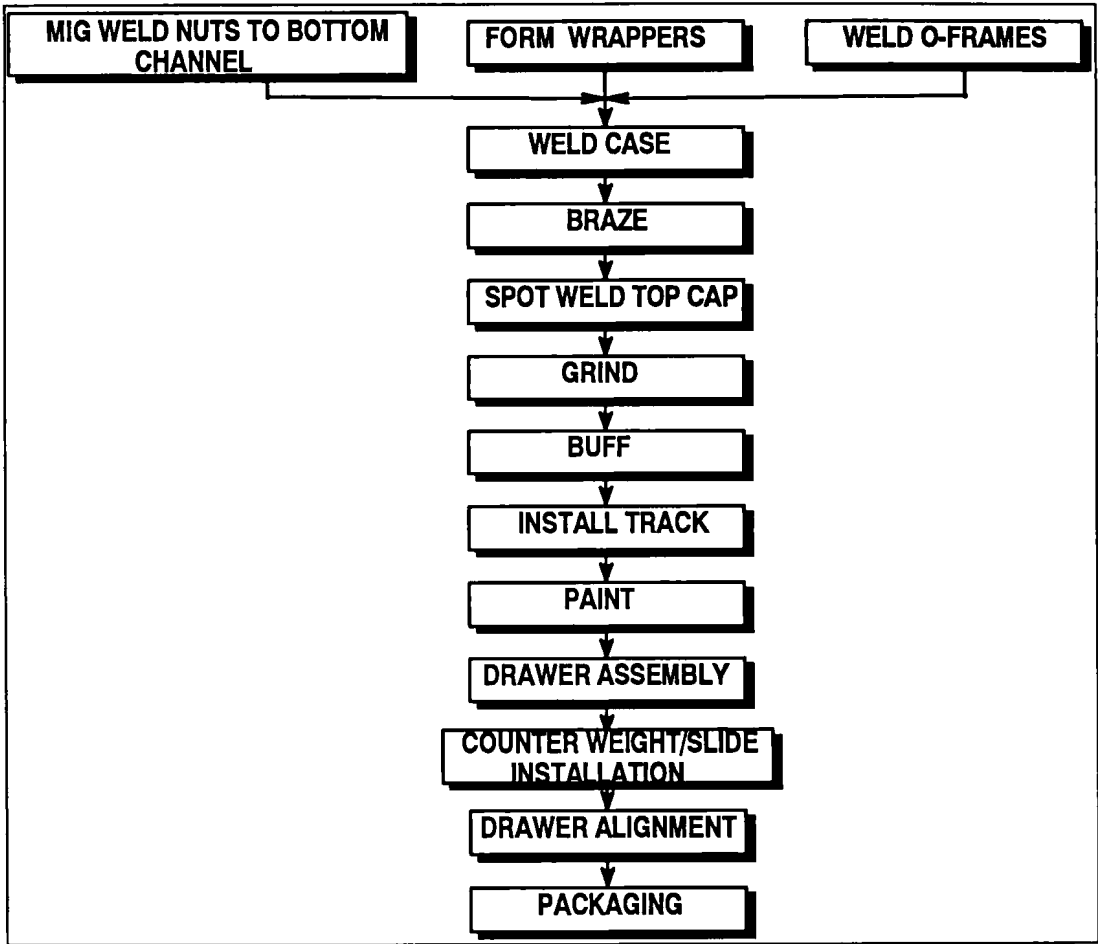 MIG WELD NUTS TO BOTTOM
CHANNEL
FORM WRAPPERS
WELD O-FRAMES
WELD CASE
BRAZE
SPOT WELD TOP CAP
GRIND
BUFF
INSTALL TRACK
PAINT
DRAWER ASSEMBLY
COUNTER WEIGHT/SLIDE
INSTALLATION
DRAWER ALIGNMENT
PACKAGING